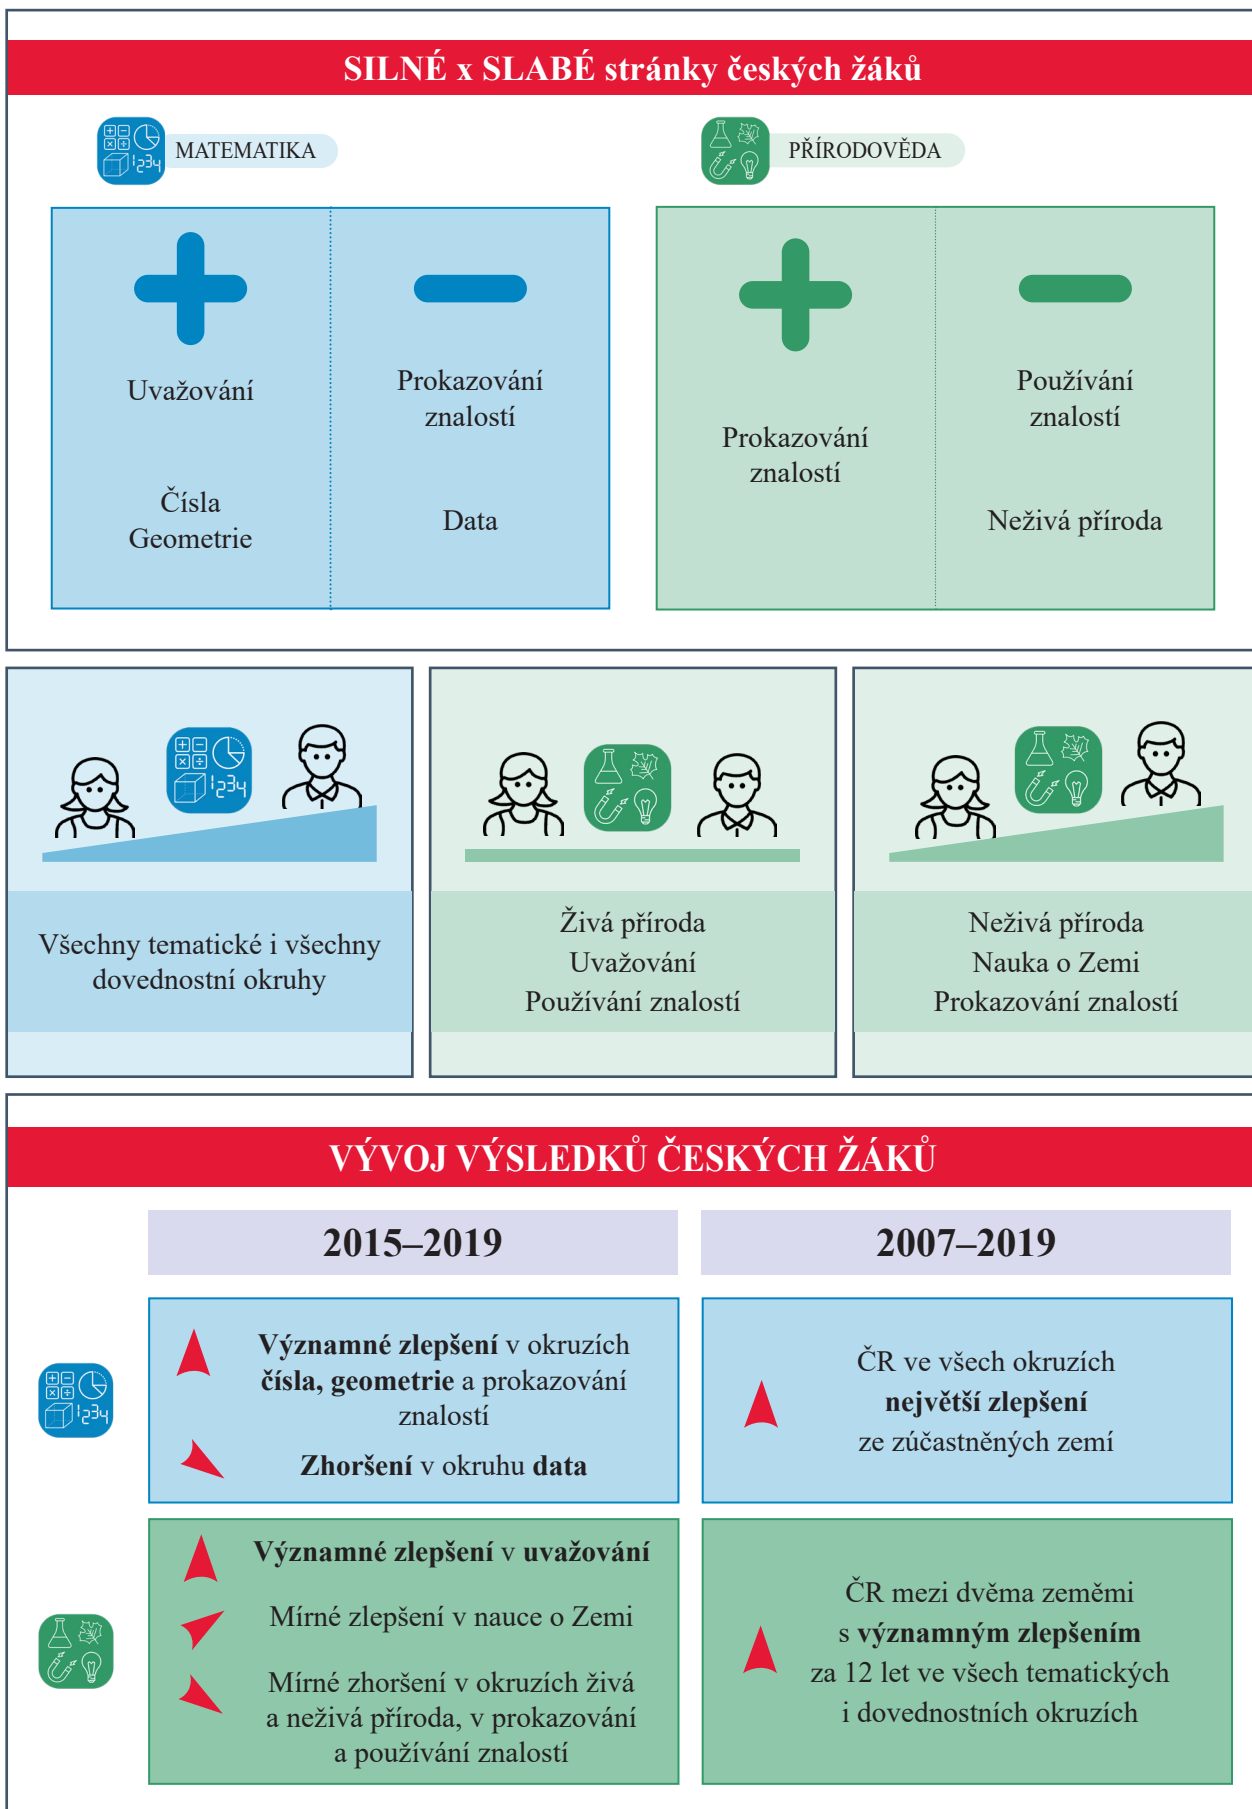 SILNÉ x SLABÉ stránky českých žáků
MATEMATIKA
PŘÍRODOVĚDA
Uvažování
Čísla
Geometrie
Prokazování
znalostí
Data
Prokazování
znalostí
Používání
znalostí
Neživá příroda
Všechny tematické i všechny
dovednostní okruhy
Živá příroda
Uvažování
Používání znalostí
Neživá příroda
Nauka o Zemi
Prokazování znalostí
VÝVOJ VÝSLEDKŮ ČESKÝCH ŽÁKŮ
2015–2019
2007–2019
Významné zlepšení v okruzích
čísla, geometrie a prokazování
znalostí
Zhoršení v okruhu data
ČR ve všech okruzích
největší zlepšení
ze zúčastněných zemí
Významné zlepšení v uvažování
Mírné zlepšení v nauce o Zemi
Mírné zhoršení v okruzích živá
a neživá příroda, v prokazování
a používání znalostí
ČR mezi dvěma zeměmi
s významným zlepšením
za 12 let ve všech tematických
i dovednostních okruzích